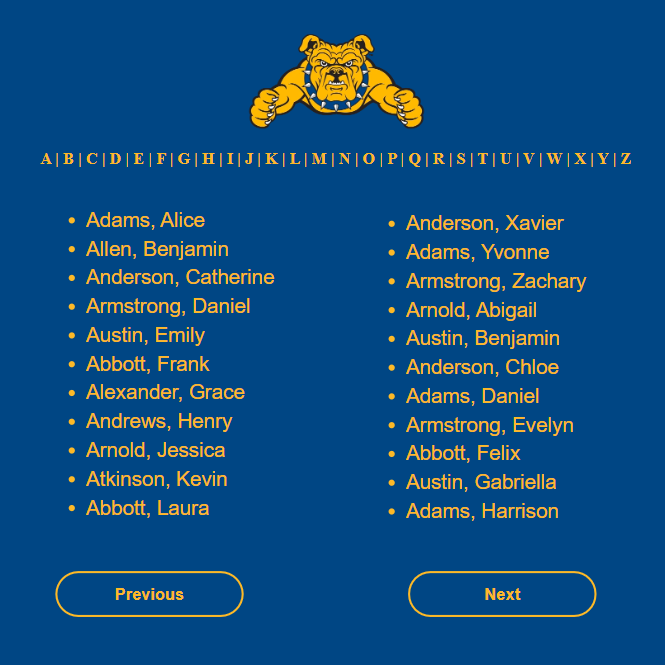 A | B | C | D | E | F | G | H | I | J | K | L | M | N | O | P | Q | R | S | T | U | V | W | X | Y | Z
Adams, Alice
Allen, Benjamin
Anderson, Catherine
Armstrong, Daniel
Austin, Emily
Abbott, Frank
Alexander, Grace
Andrews, Henry
Arnold, Jessica
Atkinson, Kevin
Abbott, Laura
Anderson, Xavier
Adams, Yvonne
Armstrong, Zachary
Arnold, Abigail
Austin, Benjamin
Anderson, Chloe
Adams, Daniel
Armstrong, Evelyn
Abbott, Felix
Austin, Gabriella
Adams, Harrison
Previous
Next